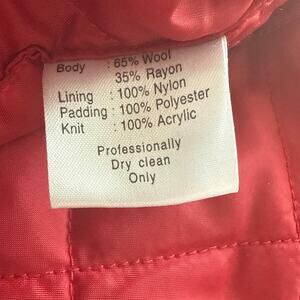 Body : 65% Wool
35% Rayon
Lining : 100% Nylon
Padding : 100% Polyester
Knit : 100% Acrylic
Professionally
Dry clean
Only